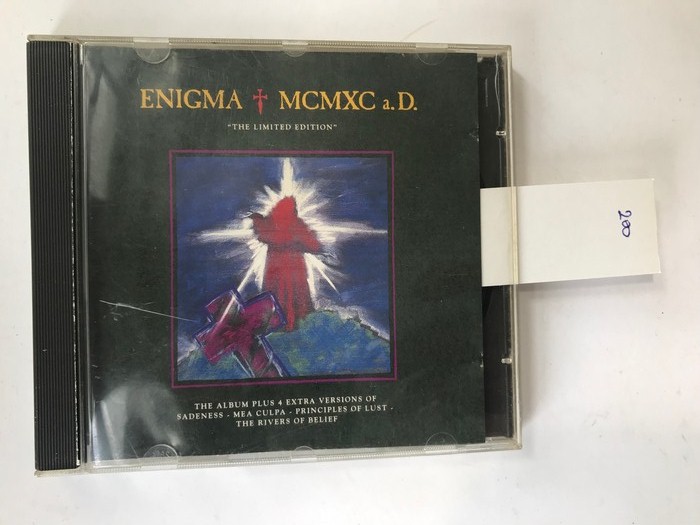 ENIGMA † MCMXC a.D.
"THE LIMITED EDITION"
THE ALBUM PLUS 4 EXTRA VERSIONS OF
SADENESS - MEA CULPA - PRINCIPLES OF LUST -
THE RIVERS OF BELIEF
200